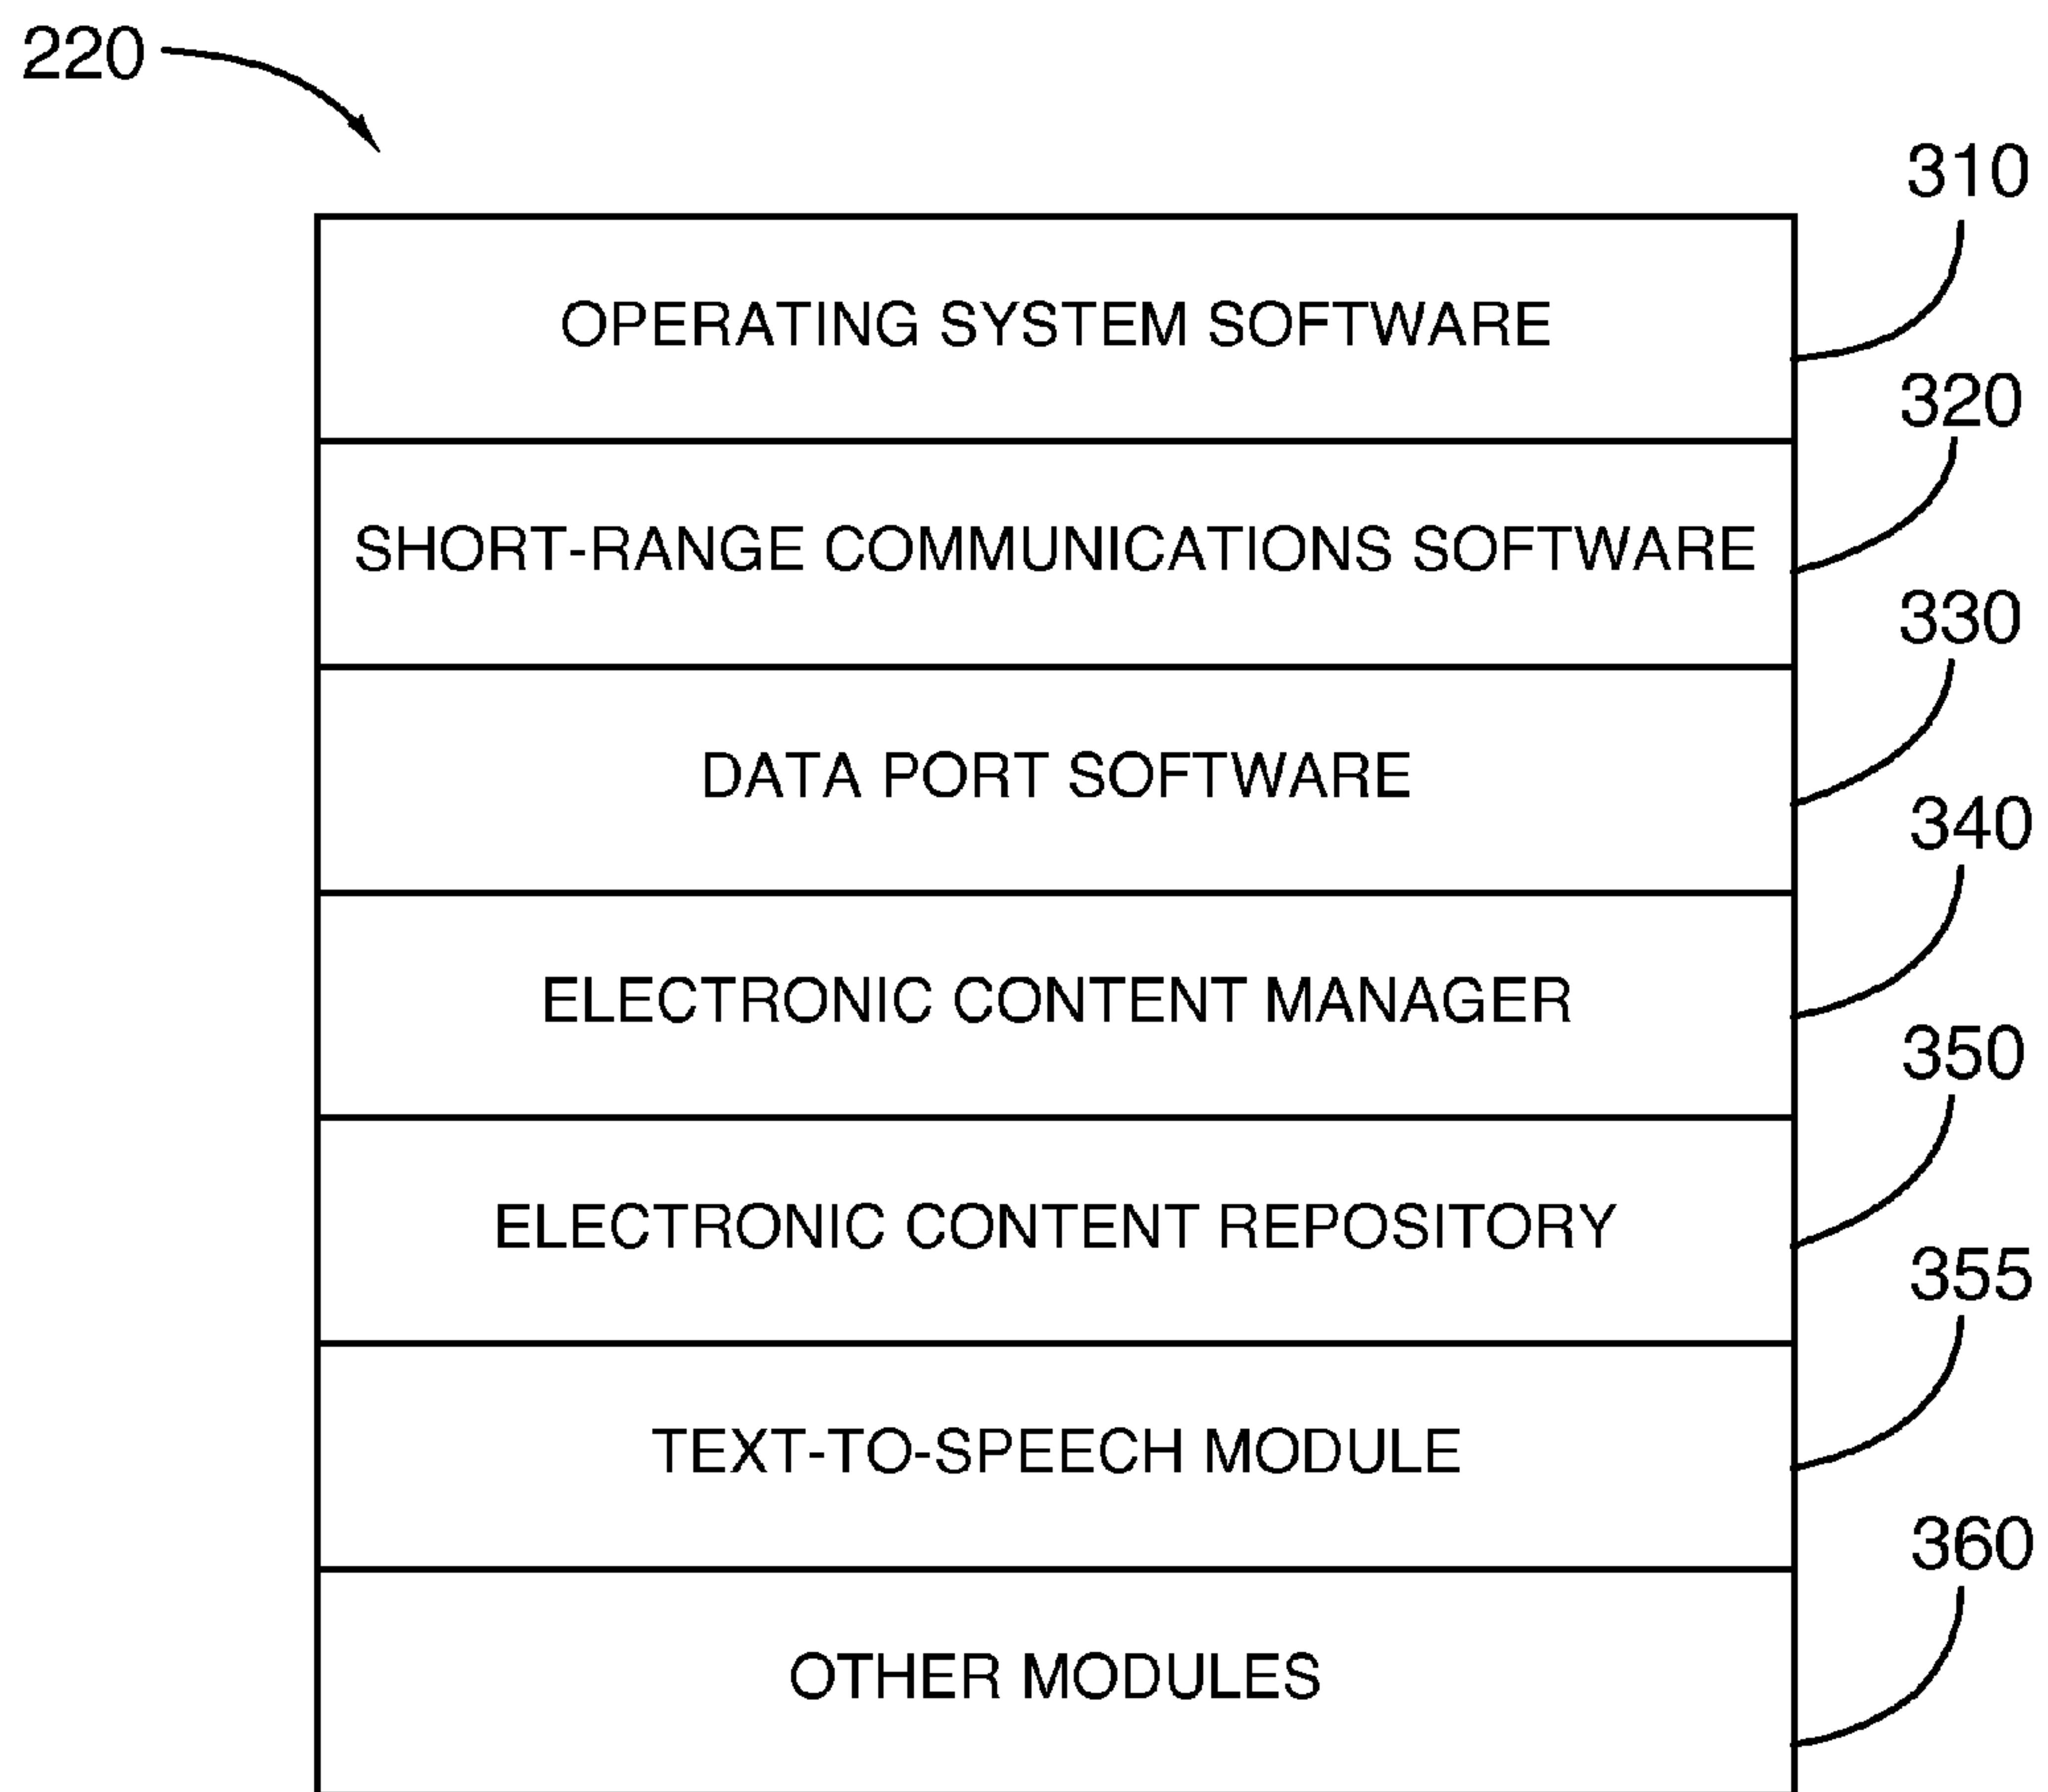 220
310
OPERATING SYSTEM SOFTWARE
320
SHORT-RANGE COMMUNICATIONS SOFTWARE
330
DATA PORT SOFTWARE
340
ELECTRONIC CONTENT MANAGER
350
ELECTRONIC CONTENT REPOSITORY
355
TEXT-TO-SPEECH MODULE
360
OTHER MODULES